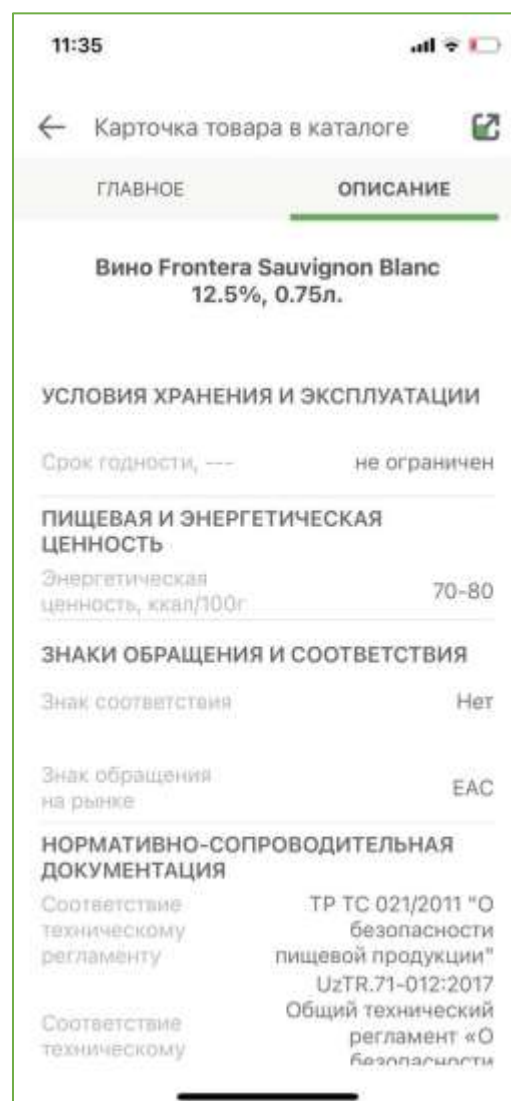 11:35
Карточка товара в каталоге
ГЛАВНОЕ
ОПИСАНИЕ
Вино Frontera Sauvignon Blanc
12.5%, 0.75л.
УСЛОВИЯ ХРАНЕНИЯ И ЭКСПЛУАТАЦИИ
Срок годности, ---
не ограничен
ПИЩЕВАЯ И ЭНЕРГЕТИЧЕСКАЯ
ЦЕННОСТЬ
Энергетическая
ценность, ккал/100г
70-80
ЗНАКИ ОБРАЩЕНИЯ И СООТВЕТСТВИЯ
Знак соответствия
Нет
Знак обращения
на рынке
EAC
НОРМАТИВНО-СОПРОВОДИТЕЛЬНАЯ
ДОКУМЕНТАЦИЯ
Соответствие
техническому
регламенту
ТР ТС 021/2011 "О
безопасности
пищевой продукции"
Соответствие
техническому
UzTR.71-012:2017
Общий технический
регламент «О
безопасности